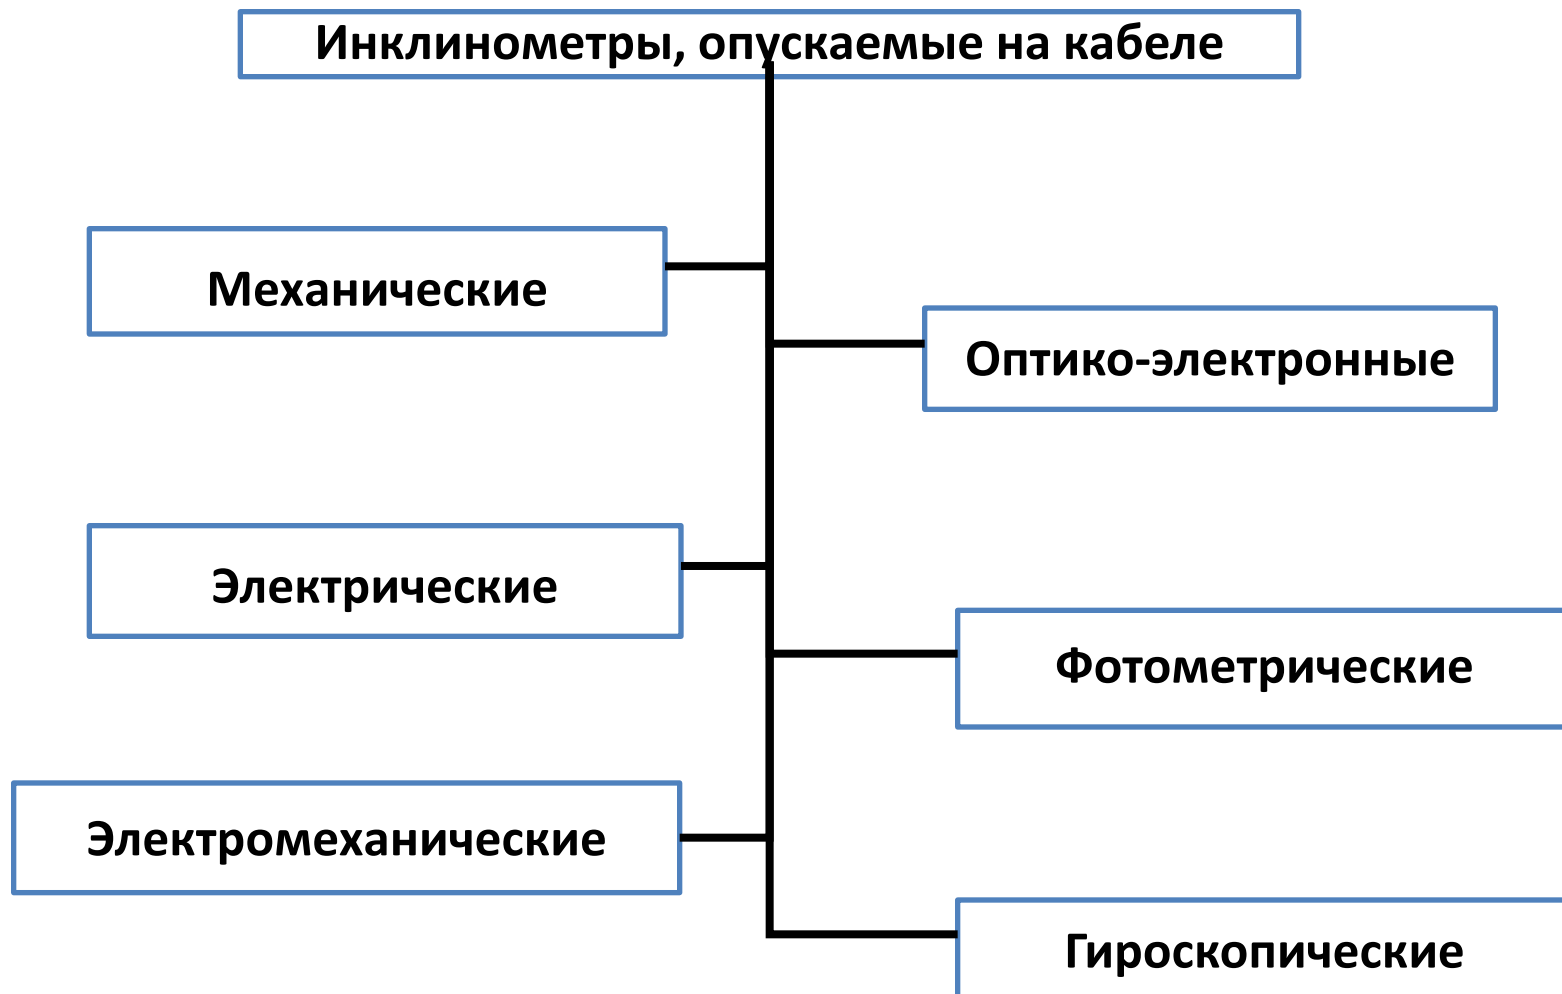 Инклинометры, опускаемые на кабеле
Механические
Оптико-электронные
Электрические
Фотометрические
Электромеханические
Гироскопические